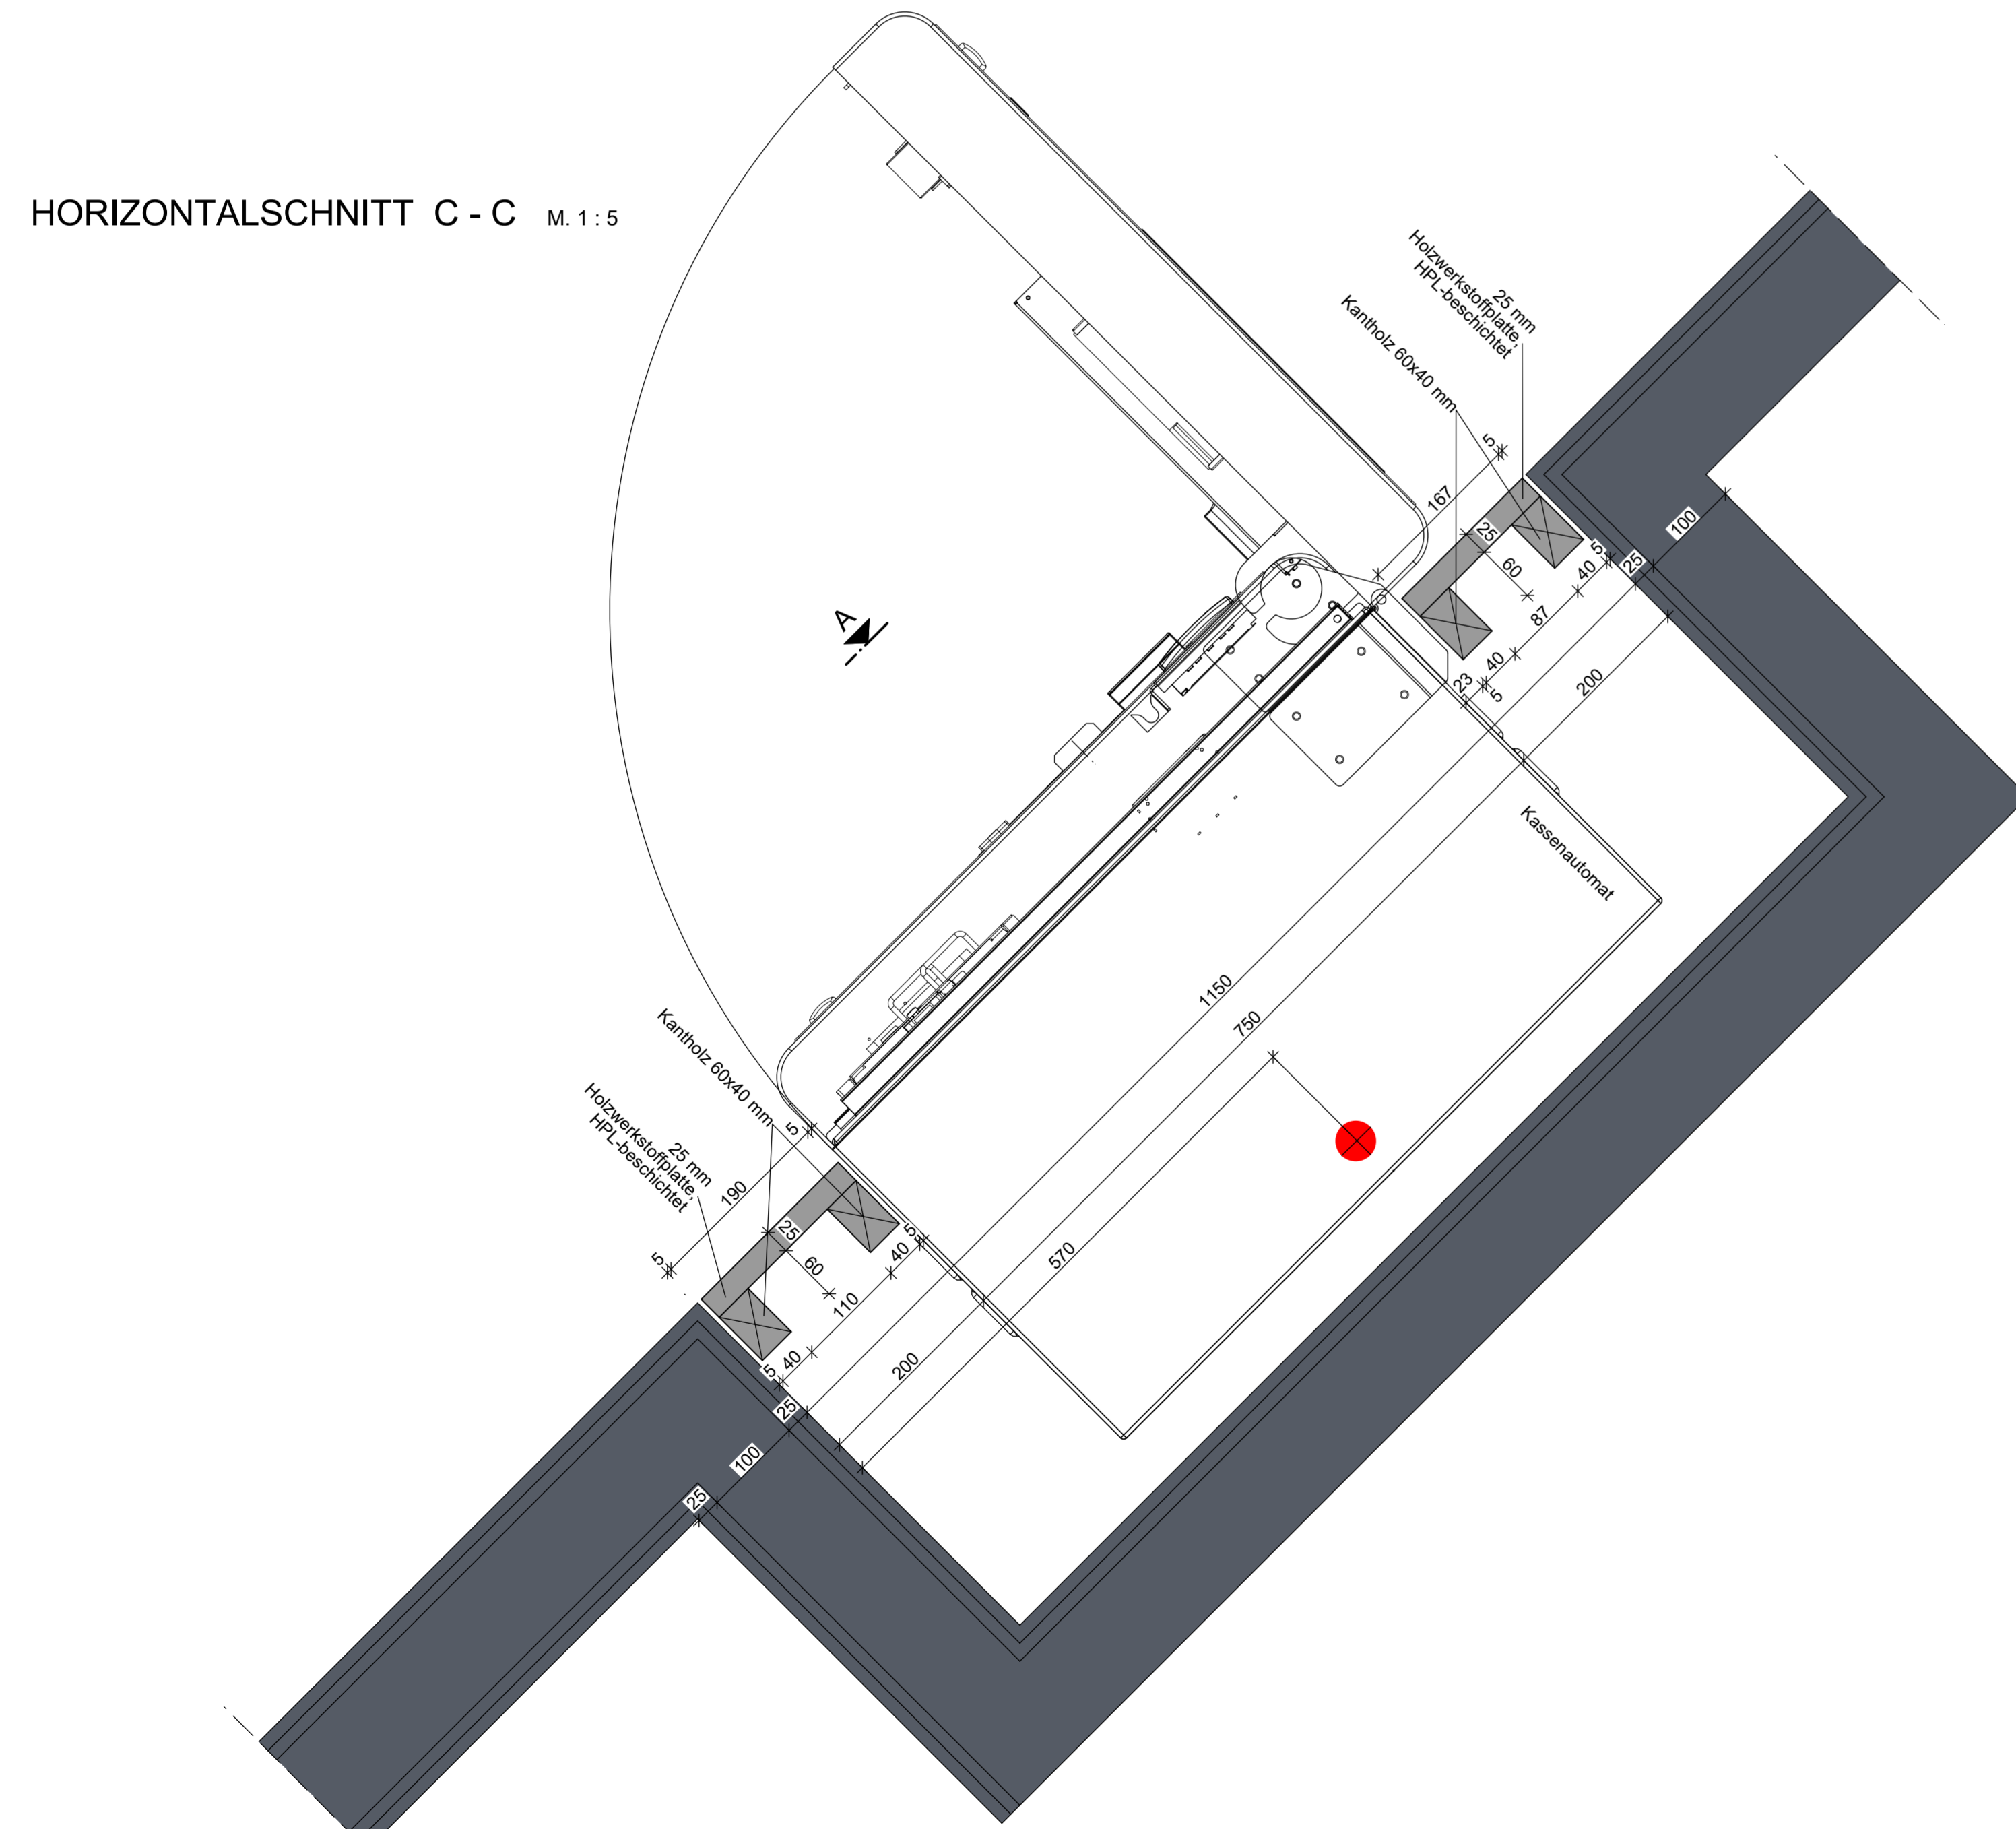 HORIZONTALSCHNITT C - C M. 1 : 5
25 mm
Holzwerkstoffplatte,
HPL-beschichtet
Kantholz 60x40 mm
5
167
25
60
100
25
5
40
87
40
5
23
200
A
Kassenautomat
1150
750
570
Kantholz 60x40 mm
25 mm
Holzwerkstoffplatte,
HPL-beschichtet
5
190
5
25
60
5
40
110
40
5
200
25
100
25